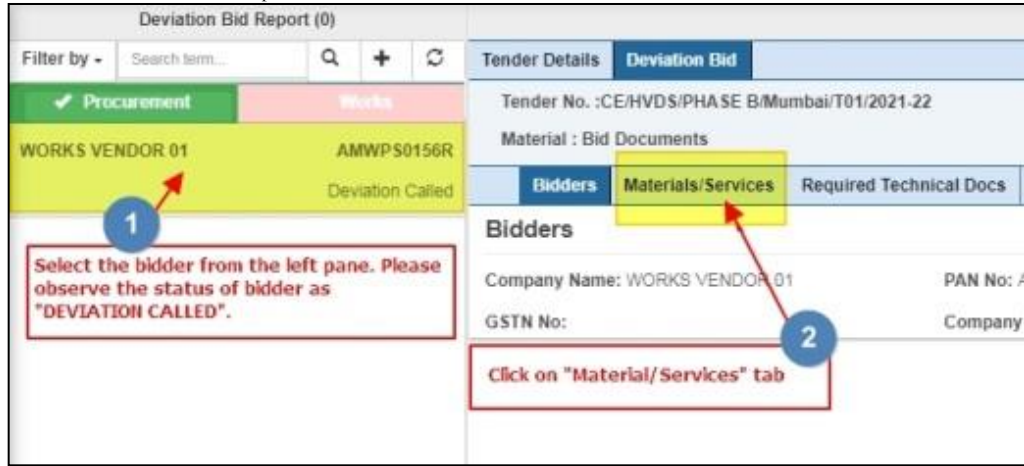 Deviation Bid Report (0)
Filter by
Search term...
Procurement
Works
WORKS VENDOR 01 AMWPS0156R
Deviation Called
1
Select the bidder from the left pane. Please
observe the status of bidder as
"DEVIATION CALLED".
Tender Details Deviation Bid
Tender No. :CE/HVDS/PHASE B/Mumbai/T01/2021-22
Material : Bid Documents
Bidders Materials/Services Required Technical Docs
Bidders
Company Name: WORKS VENDOR 01 PAN No: A
GSTN No: Company
2
Click on "Material/Services" tab